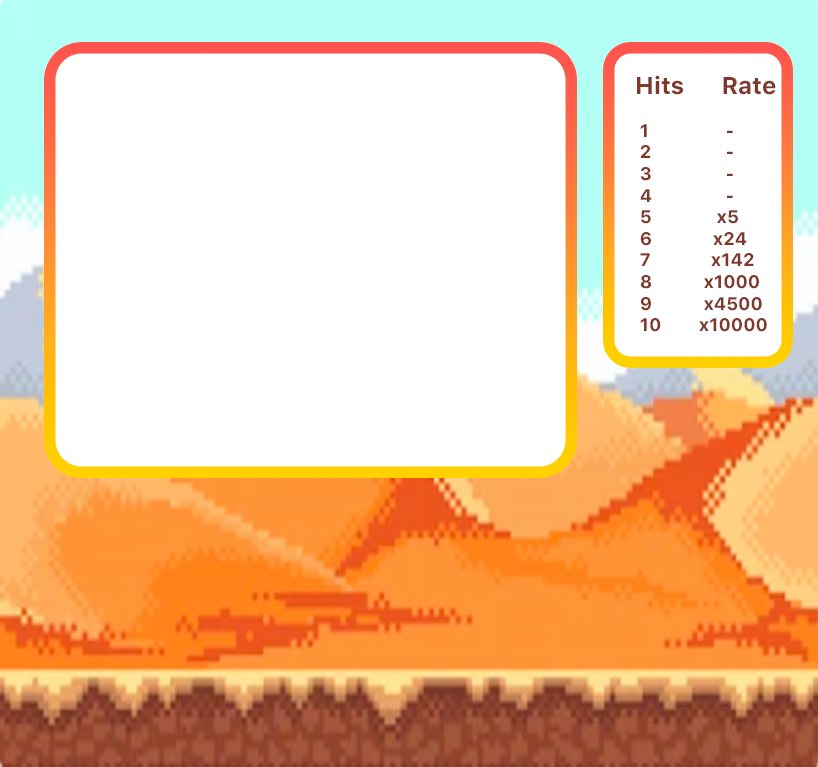 Hits Rate
1 -
2 -
3 -
4 -
5 x5
6 x24
7 x142
8 x1000
9 x4500
10 x10000